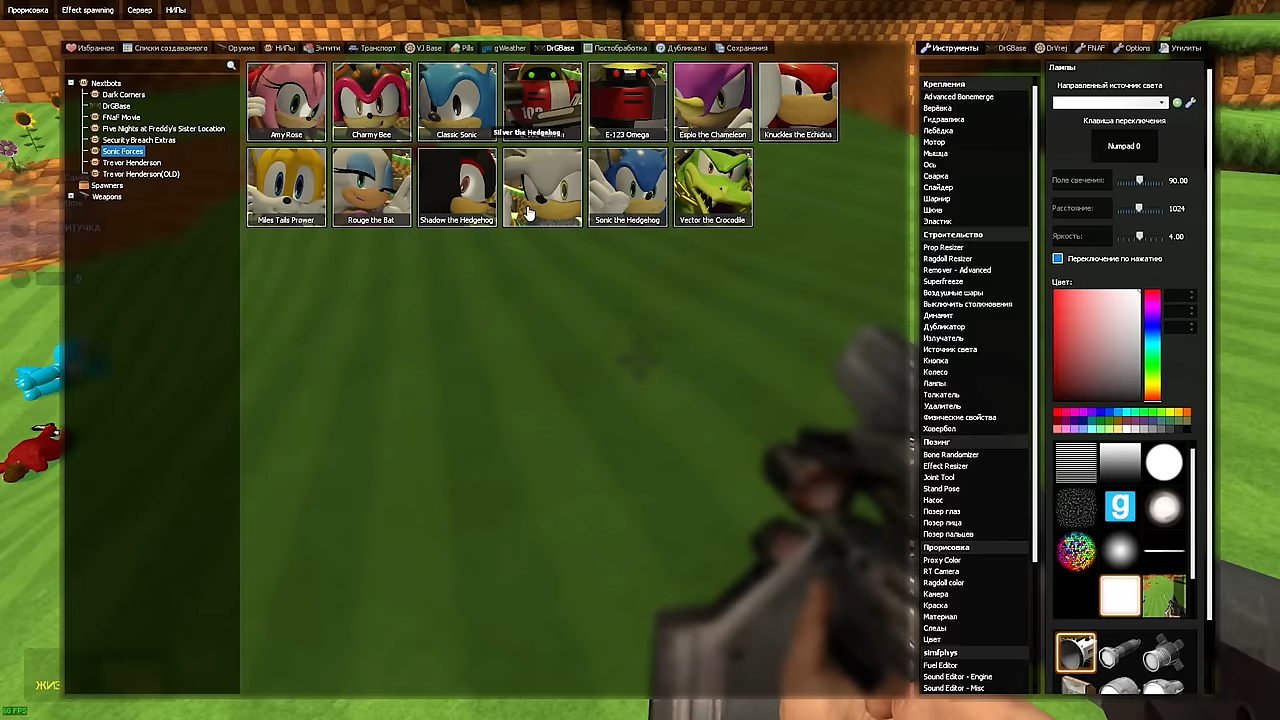 Прорисовка Effect spawning Сервер НИПы
Избранное Списки создаваемого Оружие НИПы Энтити Транспорт VJ Base Pills gWeather DrGBase Постобработка Дубликаты Сохранения
Инструменты DrGBase DrVrej FNAF Options Утилиты
Nextbots
Dark Corners
DrGBase
FNaF Movie
Five Nights at Freddy's Sister Location
Security Breach Extras
Sonic Forces
Trevor Henderson
Trevor Henderson(OLD)
Spawners
Weapons
Amy Rose
Charmy Bee
Classic Sonic
E-123 Omega
Espio the Chameleon
Knuckles the Echidna
Silver the Hedgehog
Miles Tails Prower
Rouge the Bat
Shadow the Hedgehog
Sonic the Hedgehog
Vector the Crocodile
Крепления
Advanced Bonemerge
Верёвка
Гидравлика
Лебёдка
Мотор
Мышца
Ось
Сварка
Слайдер
Шарнир
Шкив
Эластик
Строительство
Prop Resizer
Ragdoll Resizer
Remover - Advanced
Superfreeze
Воздушные шары
Выключить столкновения
Динамит
Дубликатор
Излучатель
Источник света
Кнопка
Колесо
Лампы
Толкатель
Удалитель
Физические свойства
Ховербол
Позинг
Bone Randomizer
Effect Resizer
Joint Tool
Stand Pose
Насос
Позер глаз
Позер лица
Позер пальцев
Прорисовка
Proxy Color
RT Camera
Ragdoll color
Камера
Краска
Материал
Следы
Цвет
simfphys
Fuel Editor
Sound Editor - Engine
Sound Editor - Misc
Лампы
Направленный источник света
Клавиша переключения
Numpad 0
Поле свечения: 90.00
Расстояние: 1024
Яркость: 4.00
Переключение по нажатию
Цвет:
g
60 FPS